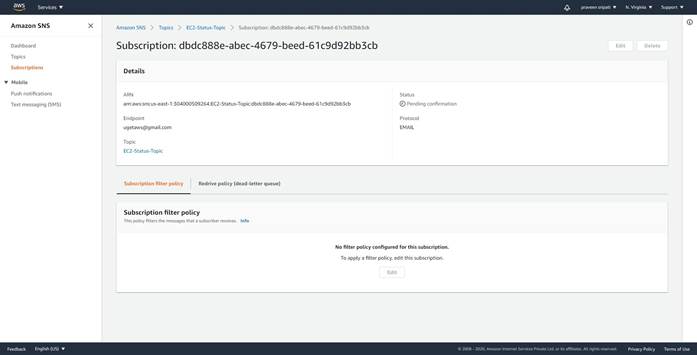 aws Services praveen sripati N. Virginia Support
Amazon SNS
Dashboard
Topics
Subscriptions
Mobile
Push notifications
Text messaging (SMS)
Amazon SNS > Topics > EC2-Status-Topic > Subscription: dbdc888e-abec-4679-beed-61c9d92bb3cb
Subscription: dbdc888e-abec-4679-beed-61c9d92bb3cb
Edit Delete
Details
ARN
arn:aws:sns:us-east-1:304000509264:EC2-Status-Topic:dbdc888e-abec-4679-beed-61c9d92bb3cb
Endpoint
ugetaws@gmail.com
Topic
EC2-Status-Topic
Status
Pending confirmation
Protocol
EMAIL
Subscription filter policy Redrive policy (dead-letter queue)
Subscription filter policy
This policy filters the messages that a subscriber receives. Info
No filter policy configured for this subscription.
To apply a filter policy, edit this subscription.
Edit
Feedback English (US) © 2008 - 2020, Amazon Internet Services Private Ltd. or its affiliates. All rights reserved. Privacy Policy Terms of Use